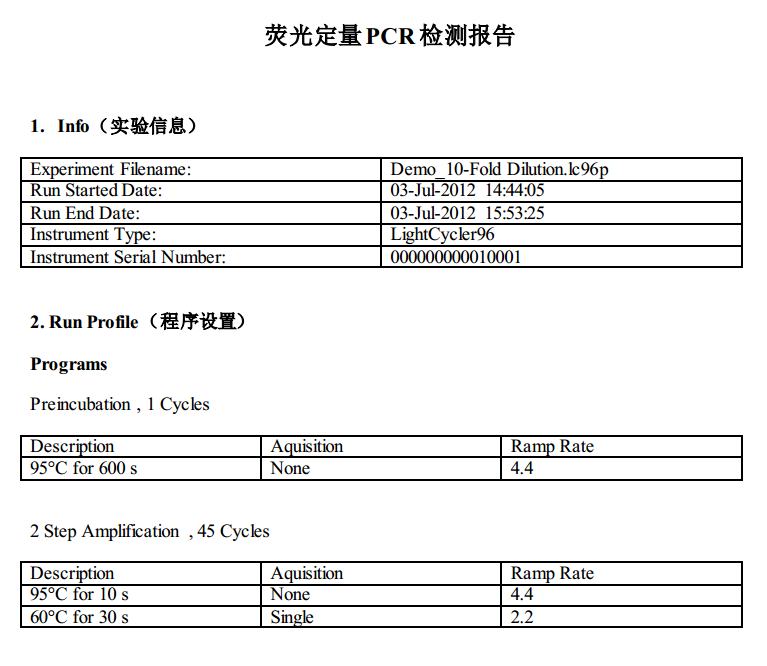 荧光定量PCR检测报告
1. Info（实验信息）
Experiment Filename: Demo_10-Fold Dilution.lc96p
Run Started Date: 03-Jul-2012 14:44:05
Run End Date: 03-Jul-2012 15:53:25
Instrument Type: LightCycler96
Instrument Serial Number: 000000000010001
2. Run Profile（程序设置）
Programs
Preincubation , 1 Cycles
Description Aquisition Ramp Rate
95°C for 600 s None 4.4
2 Step Amplification , 45 Cycles
Description Aquisition Ramp Rate
95°C for 10 s None 4.4
60°C for 30 s Single 2.2